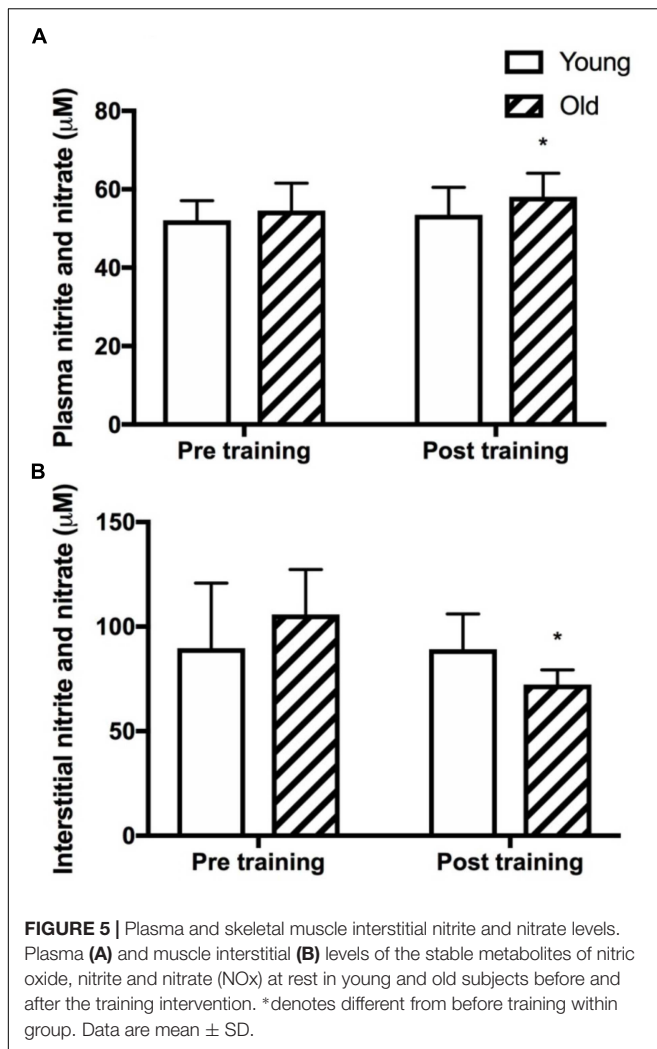 A
Young
Old
Plasma nitrite and nitrate (μM)
80
60
40
20
0
*
Pre training
Post training
B
Interstitial nitrite and nitrate (μM)
150
100
50
0
*
Pre training
Post training
FIGURE 5 | Plasma and skeletal muscle interstitial nitrite and nitrate levels.
Plasma (A) and muscle interstitial (B) levels of the stable metabolites of nitric
oxide, nitrite and nitrate (NOx) at rest in young and old subjects before and
after the training intervention. *denotes different from before training within
group. Data are mean ± SD.